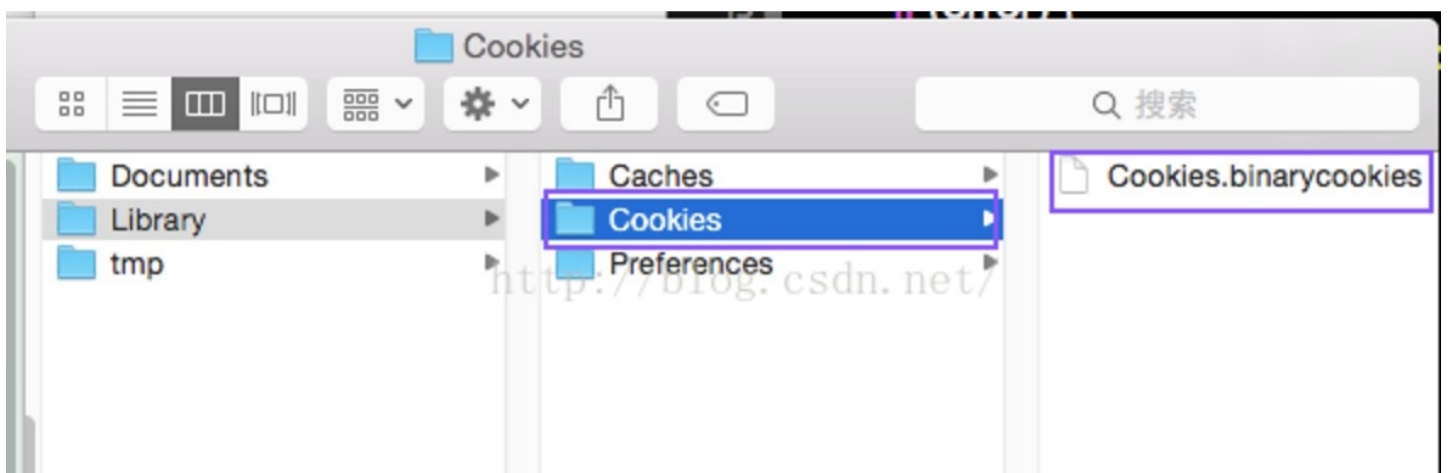 Cookies
搜索
Documents
Library
tmp
Caches
Cookies
Preferences
Cookies.binarycookies
http://blog.csdn.net/